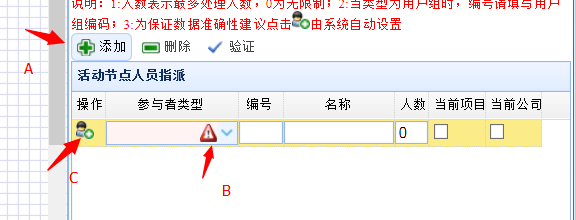 说明：1:人数表示最多处理人数，0为无限制；2:当类型为用户组时，编号请填写用户
组编码；3:为保证数据准确性建议点击由系统自动设置
添加 删除 验证
A
活动节点人员指派
操作 参与者类型 编号 名称 人数 当前项目 当前公司
0
C
B